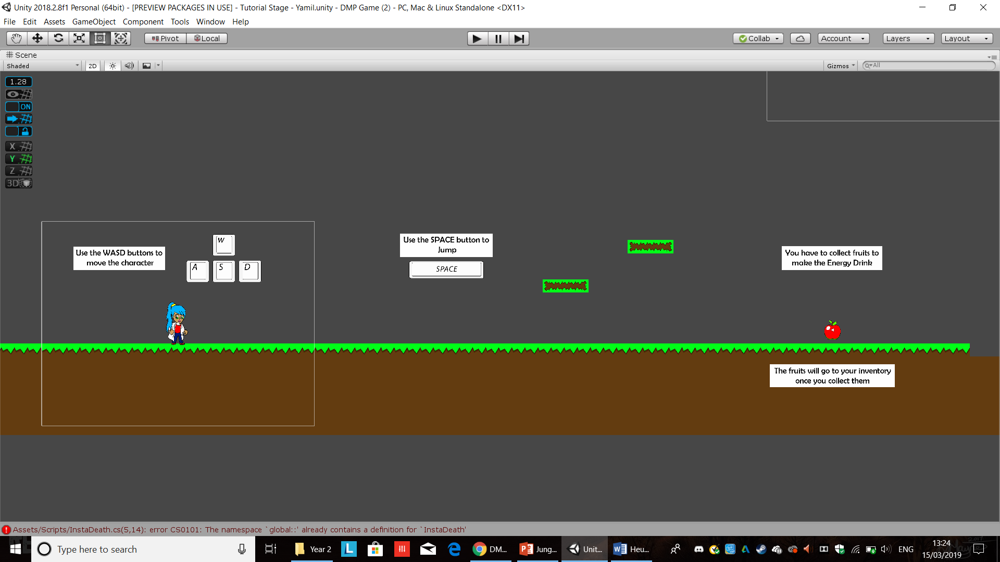 Unity 2018.2.8f1 Personal (64bit) - [PREVIEW PACKAGES IN USE] - Tutorial Stage - Yamil.unity - DMP Game (2) - PC, Mac & Linux Standalone <DX11>
File Edit Assets GameObject Component Tools Window Help
Pivot Local Collab Account Layers Layout
Scene
Shaded 2D Gizmos All
1.28
ON
X
Y
Z
3D
Use the WASD buttons to
move the character
W
A S D
Use the SPACE button to
Jump
SPACE
You have to collect fruits to
make the Energy Drink
The fruits will go to your inventory
once you collect them
Assets/Scripts/InstaDeath.cs(5,14): error CS0101: The namespace `global::' already contains a definition for `InstaDeath'
Type here to search Year 2 L DM... Jung... Unit... Heu... ENG
13:24
15/03/2019